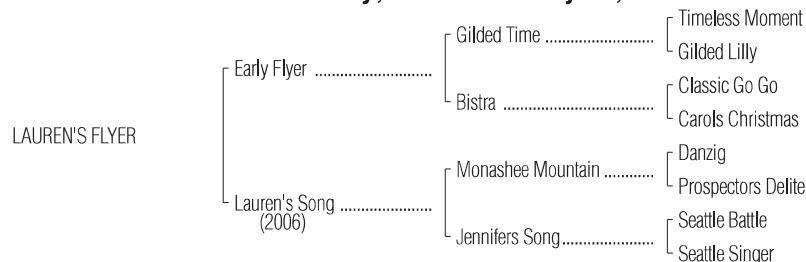 Timeless Moment
Gilded Time
Gilded Lilly
Early Flyer
Classic Go Go
Bistra
Carols Christmas
LAUREN'S FLYER
Danzig
Monashee Mountain
Prospectors Delite
Lauren's Song
(2006)
Seattle Battle
Jennifers Song
Seattle Singer